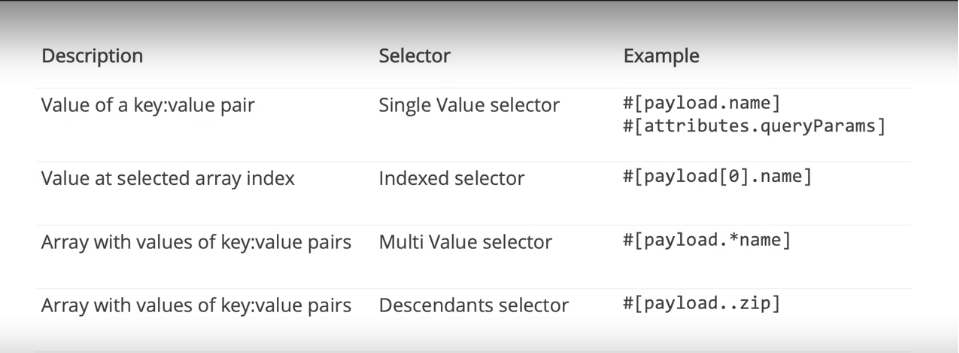 Description Selector Example
Value of a key:value pair Single Value selector #[payload.name]
#[attributes.queryParams]
Value at selected array index Indexed selector #[payload[0].name]
Array with values of key:value pairs Multi Value selector #[payload.*name]
Array with values of key:value pairs Descendants selector #[payload..zip]